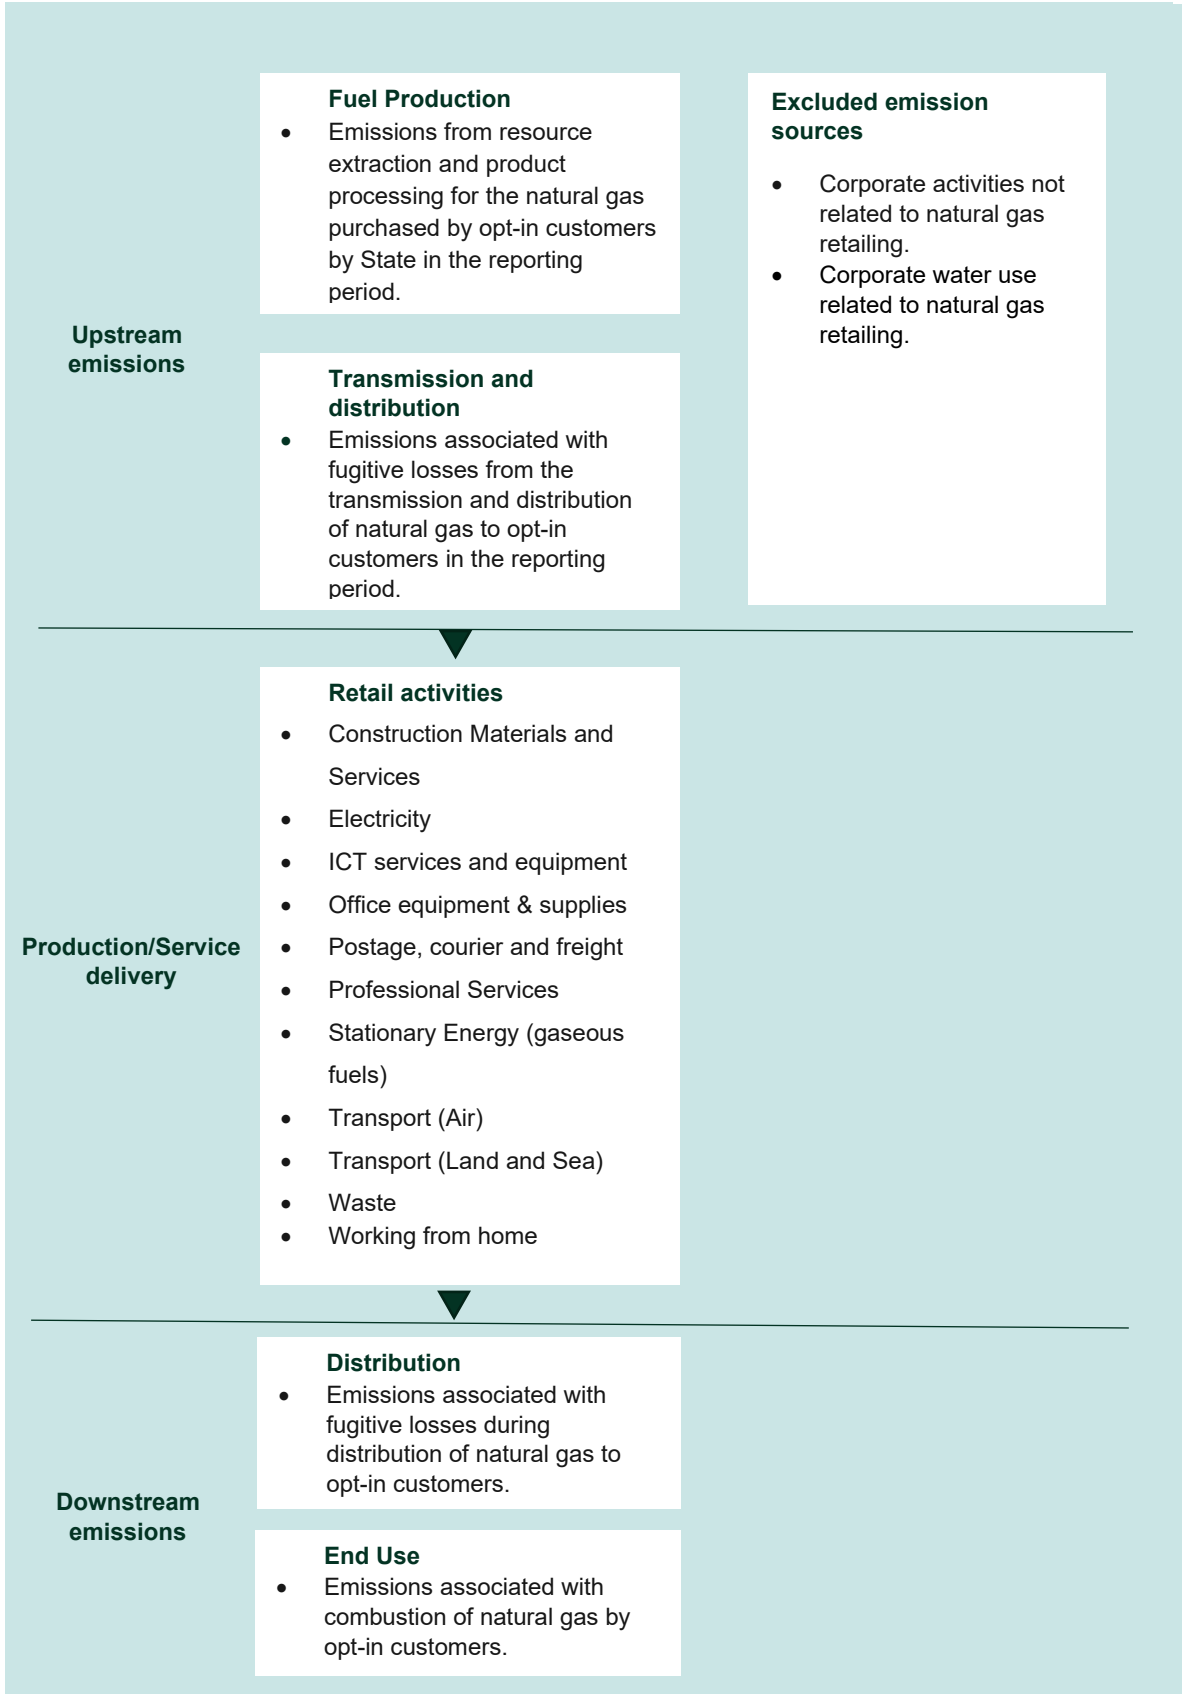 Upstream
emissions
Fuel Production
• Emissions from resource
extraction and product
processing for the natural gas
purchased by opt-in customers
by State in the reporting
period.
Transmission and
distribution
• Emissions associated with
fugitive losses from the
transmission and distribution
of natural gas to opt-in
customers in the reporting
period.
Excluded emission
sources
• Corporate activities not
related to natural gas
retailing.
• Corporate water use
related to natural gas
retailing.
Production/Service
delivery
Retail activities
• Construction Materials and
Services
• Electricity
• ICT services and equipment
• Office equipment & supplies
• Postage, courier and freight
• Professional Services
• Stationary Energy (gaseous
fuels)
• Transport (Air)
• Transport (Land and Sea)
• Waste
• Working from home
Downstream
emissions
Distribution
• Emissions associated with
fugitive losses during
distribution of natural gas to
opt-in customers.
End Use
• Emissions associated with
combustion of natural gas by
opt-in customers.